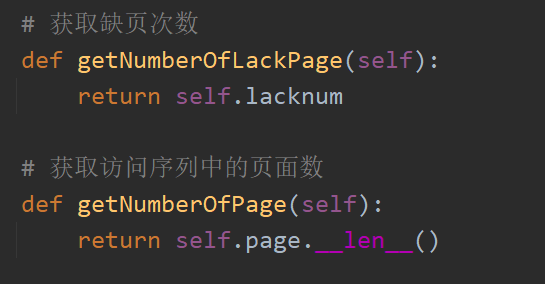 # 获取缺页次数
def getNumberOfLackPage(self):
    return self.lacknum
# 获取访问序列中的页面数
def getNumberOfPage(self):
    return self.page.__len__()